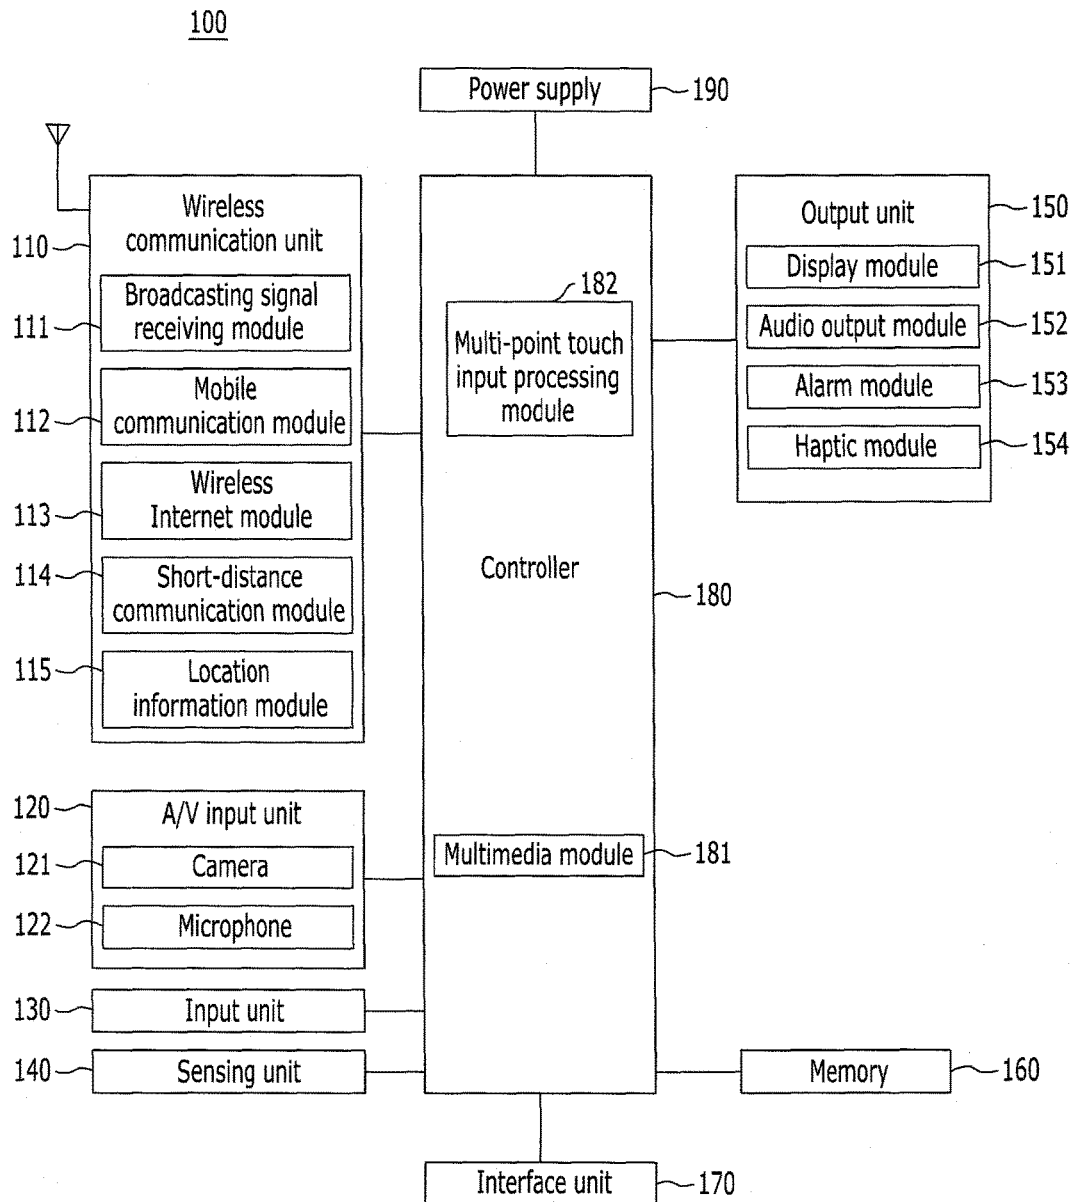 100
Power supply
190
Wireless
communication unit
110
Broadcasting signal
receiving module
111
Mobile
communication module
112
Wireless
Internet module
113
Short-distance
communication module
114
Location
information module
115
A/V input unit
120
Camera
121
Microphone
122
Input unit
130
Sensing unit
140
182
Multi-point touch
input processing
module
Controller
180
Multimedia module
181
Output unit
150
Display module
151
Audio output module
152
Alarm module
153
Haptic module
154
Memory
160
Interface unit
170